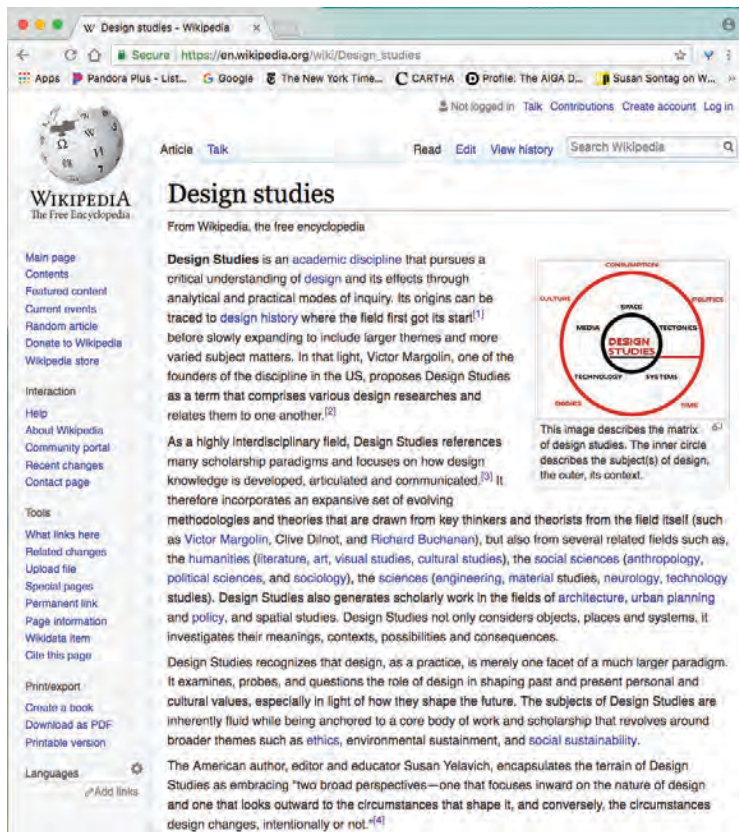 W Design studies - Wikipedia ×
Secure https://en.wikipedia.org/wiki/Design_studies
Apps Pandora Plus - List... G Google The New York Time... CARTHA Profile: The AIGA D... Susan Sontag on W... »
Not logged in Talk Contributions Create account Log in
Article Talk Read Edit View history Search Wikipedia
WIKIPEDIA
The Free Encyclopedia
Design studies
From Wikipedia, the free encyclopedia
Main page
Contents
Featured content
Current events
Random article
Donate to Wikipedia
Wikipedia store
Interaction
Help
About Wikipedia
Community portal
Recent changes
Contact page
Tools
What links here
Related changes
Upload file
Special pages
Permanent link
Page information
Wikidata item
Cite this page
Print/export
Create a book
Download as PDF
Printable version
Languages
Add links
Design Studies is an academic discipline that pursues a
critical understanding of design and its effects through
analytical and practical modes of inquiry. Its origins can be
traced to design history where the field first got its start[1]
before slowly expanding to include larger themes and more
varied subject matters. In that light, Victor Margolin, one of the
founders of the discipline in the US, proposes Design Studies
as a term that comprises various design researches and
relates them to one another.[2]
CONSUMPTION
CULTURE POLITICS
SPACE
MEDIA TECTONICS
DESIGN
STUDIES
TECHNOLOGY SYSTEMS
BODIES TIME
This image describes the matrix
of design studies. The inner circle
describes the subject(s) of design,
the outer, its context.
As a highly interdisciplinary field, Design Studies references
many scholarship paradigms and focuses on how design
knowledge is developed, articulated and communicated.[3] It
therefore incorporates an expansive set of evolving
methodologies and theories that are drawn from key thinkers and theorists from the field itself (such
as Victor Margolin, Clive Dilnot, and Richard Buchanan), but also from several related fields such as,
the humanities (literature, art, visual studies, cultural studies), the social sciences (anthropology,
political sciences, and sociology), the sciences (engineering, material studies, neurology, technology
studies). Design Studies also generates scholarly work in the fields of architecture, urban planning
and policy, and spatial studies. Design Studies not only considers objects, places and systems, it
investigates their meanings, contexts, possibilities and consequences.
Design Studies recognizes that design, as a practice, is merely one facet of a much larger paradigm.
It examines, probes, and questions the role of design in shaping past and present personal and
cultural values, especially in light of how they shape the future. The subjects of Design Studies are
inherently fluid while being anchored to a core body of work and scholarship that revolves around
broader themes such as ethics, environmental sustainment, and social sustainability.
The American author, editor and educator Susan Yelavich, encapsulates the terrain of Design
Studies as embracing "two broad perspectives—one that focuses inward on the nature of design
and one that looks outward to the circumstances that shape it, and conversely, the circumstances
design changes, intentionally or not."[4]